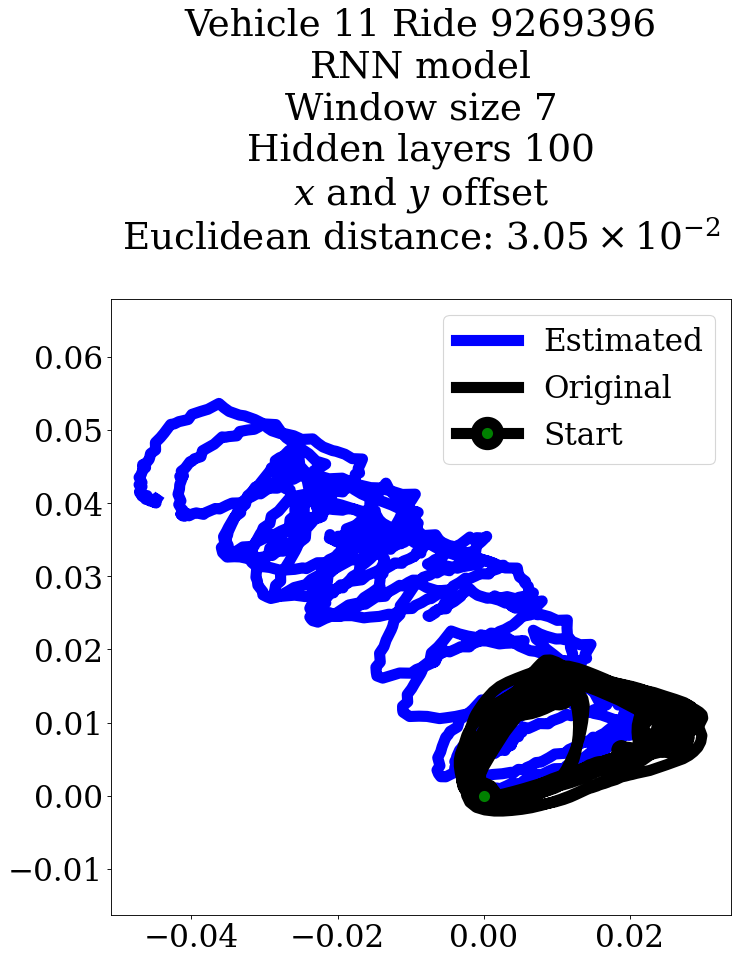 Vehicle 11 Ride 9269396
RNN model
Window size 7
Hidden layers 100
x and y offset
Euclidean distance: 3.05 × 10⁻²
Estimated
Original
Start
0.06
0.05
0.04
0.03
0.02
0.01
0.00
−0.01
−0.04
−0.02
0.00
0.02